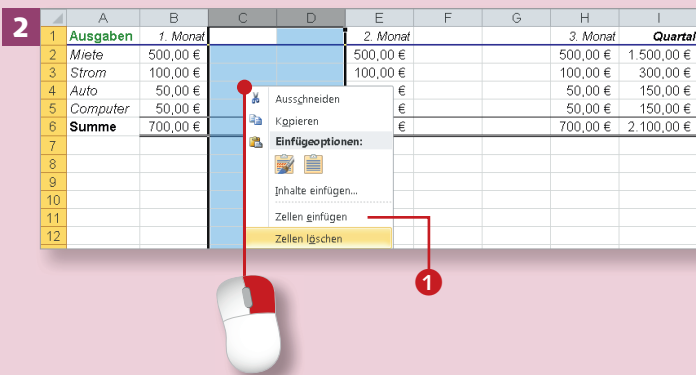 2
A B C D E F G H I
1 Ausgaben 1. Monat 2. Monat 3. Monat Quartal
2 Miete 500,00 € 500,00 € 500,00 € 1.500,00 €
3 Strom 100,00 € 100,00 € 100,00 € 300,00 €
4 Auto 50,00 € € 50,00 € 150,00 €
5 Computer 50,00 € € 50,00 € 150,00 €
6 Summe 700,00 € € 700,00 € 2.100,00 €
7
8
9
10
11
12
Ausschneiden
Kopieren
Einfügeoptionen:
Inhalte einfügen...
Zellen einfügen
Zellen löschen
1